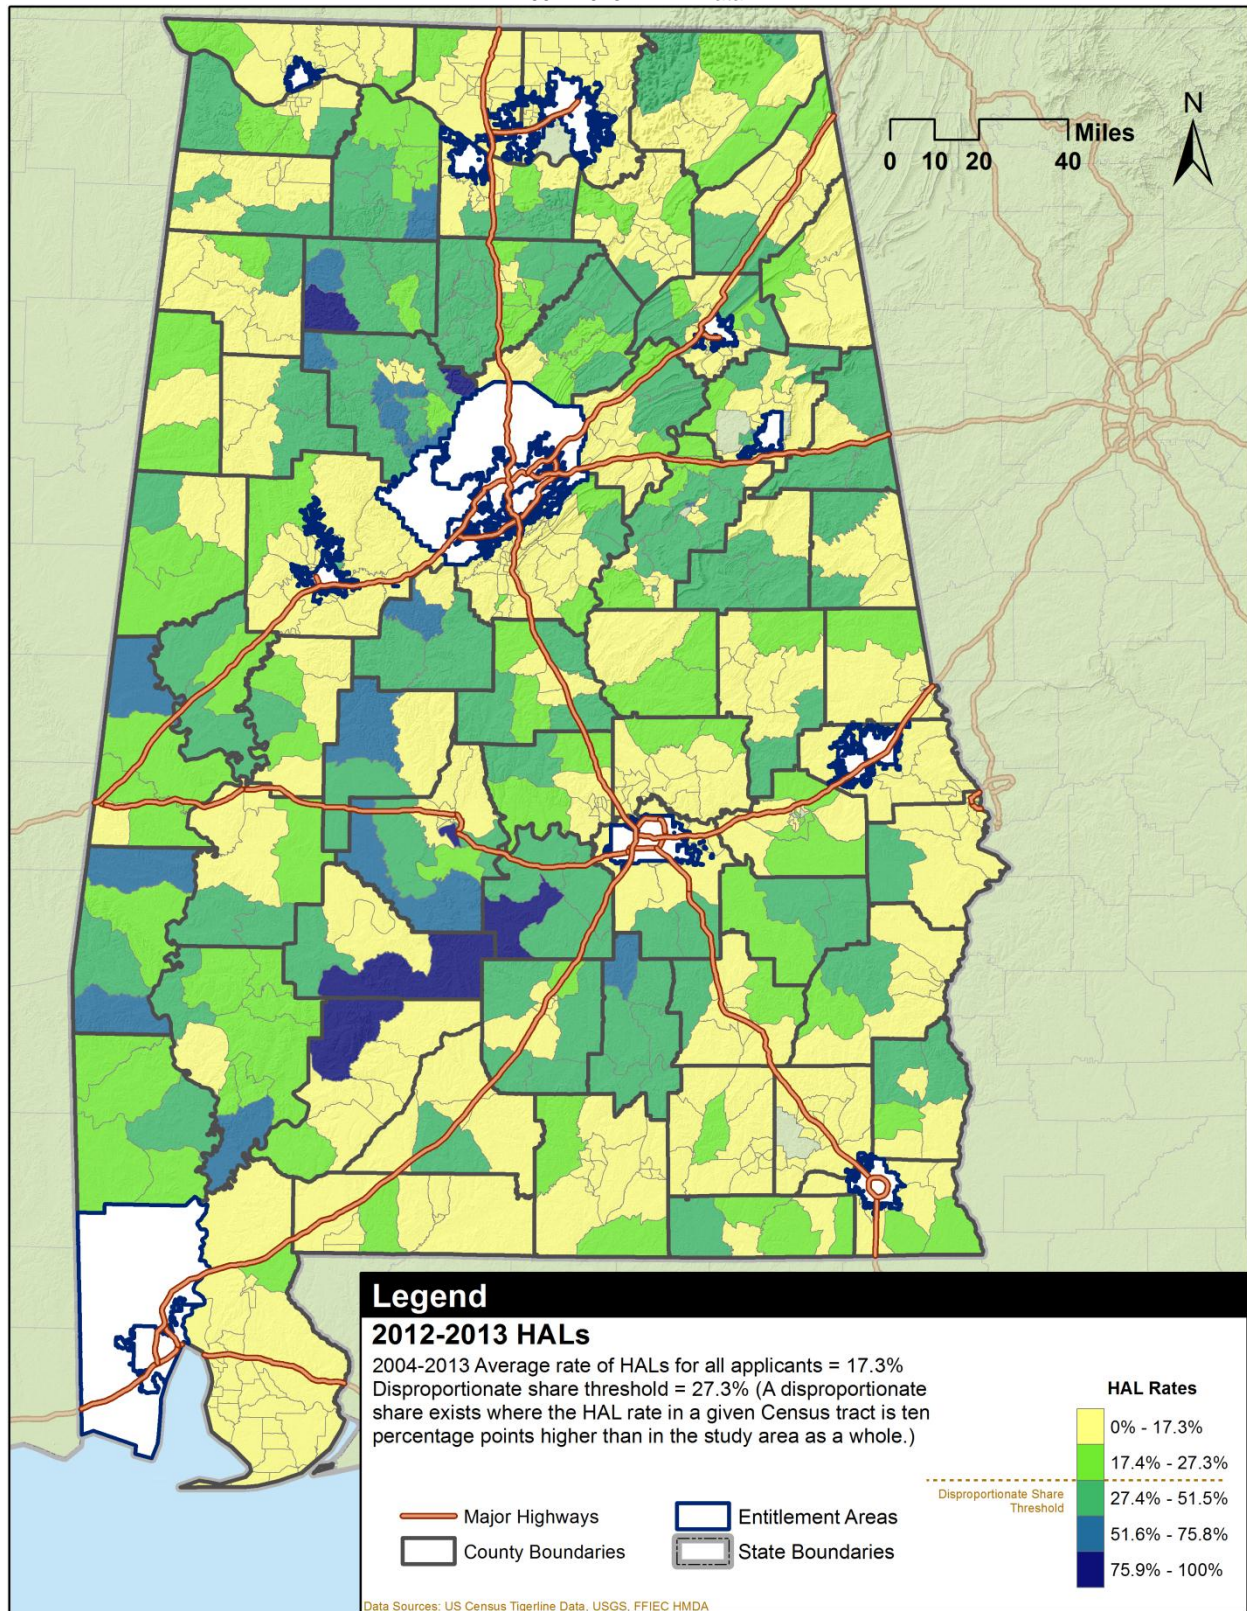 N
Miles
0 10 20 40
Legend
2012-2013 HALs
2004-2013 Average rate of HALs for all applicants = 17.3%
Disproportionate share threshold = 27.3% (A disproportionate
share exists where the HAL rate in a given Census tract is ten
percentage points higher than in the study area as a whole.)
HAL Rates
0% - 17.3%
17.4% - 27.3%
Disproportionate Share
Threshold
27.4% - 51.5%
51.6% - 75.8%
75.9% - 100%
Major Highways
Entitlement Areas
County Boundaries
State Boundaries
Data Sources: US Census Tigerline Data, USGS, FFIEC HMDA